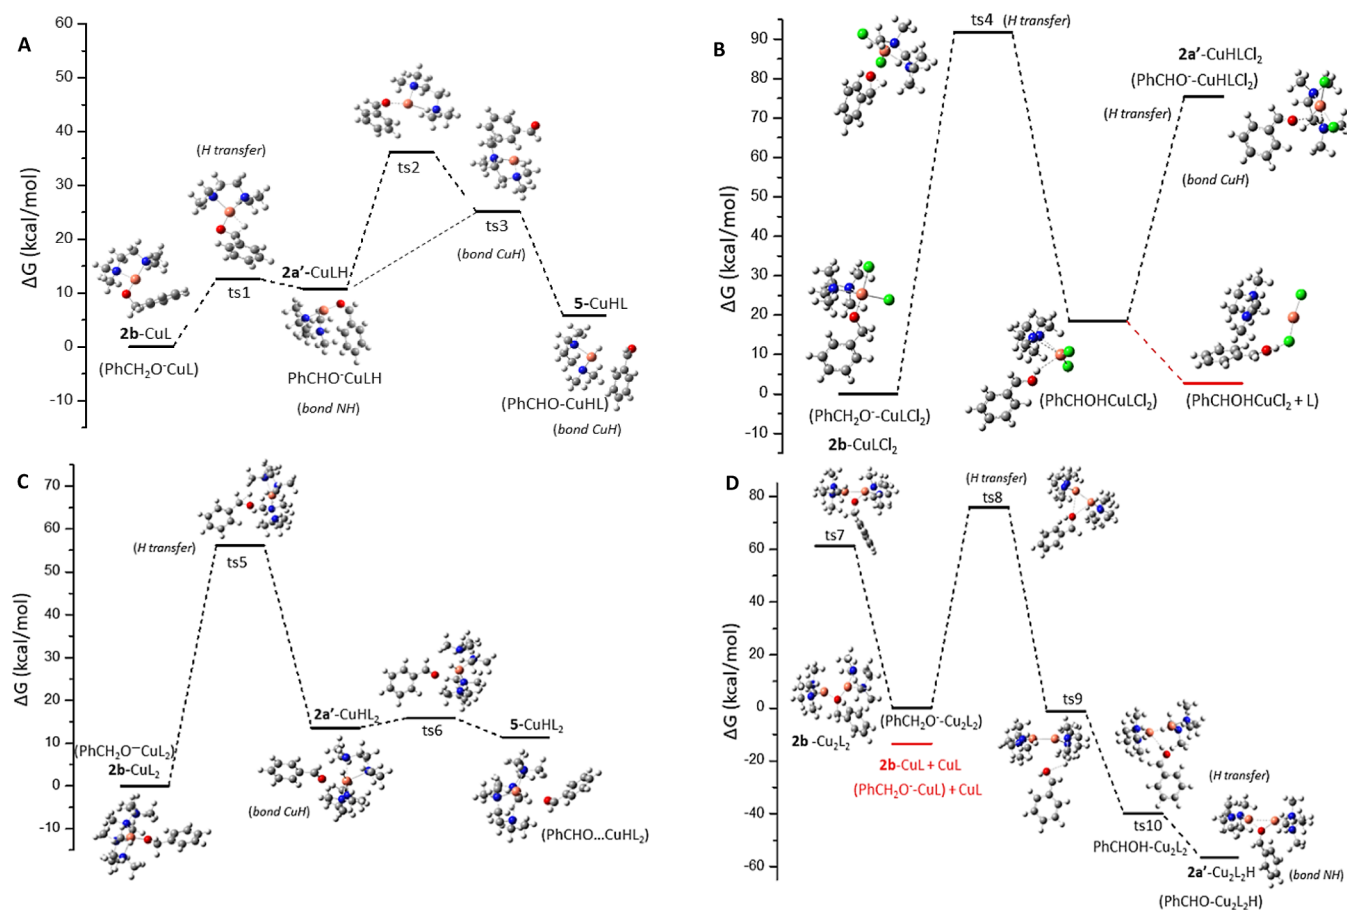 A
60
50
40
30
20
10
0
-10
ΔG (kcal/mol)
2b-CuL
(PhCH2O⁻CuL)
(H transfer)
ts1
2a'-CuLH
PhCHO⁻CuLH
(bond NH)
ts2
ts3
(bond CuH)
5-CuHL
(PhCHO-CuHL)
(bond CuH)
B
90
80
70
60
50
40
30
20
10
0
-10
ΔG (kcal/mol)
ts4 (H transfer)
(PhCH2O⁻-CuLCl2)
2b-CuLCl2
2a'-CuHLCl2
(PhCHO⁻-CuHLCl2)
(H transfer)
(bond CuH)
(PhCHOHCuLCl2)
(PhCHOHCuCl2 + L)
C
70
60
50
40
30
20
10
0
-10
ΔG (kcal/mol)
(H transfer)
ts5
(PhCH2O⁻CuL2)
2b-CuL2
2a'-CuHL2
(bond CuH)
ts6
5-CuHL2
(PhCHO...CuHL2)
D
80
60
40
20
0
-20
-40
-60
ΔG (kcal/mol)
ts7
(H transfer)
ts8
2b -Cu2L2
(PhCH2O⁻-Cu2L2)
2b-CuL + CuL
(PhCH2O⁻-CuL) + CuL
ts9
(H transfer)
ts10
PhCHOH-Cu2L2
2a'-Cu2L2H
(bond NH)
(PhCHO-Cu2L2H)